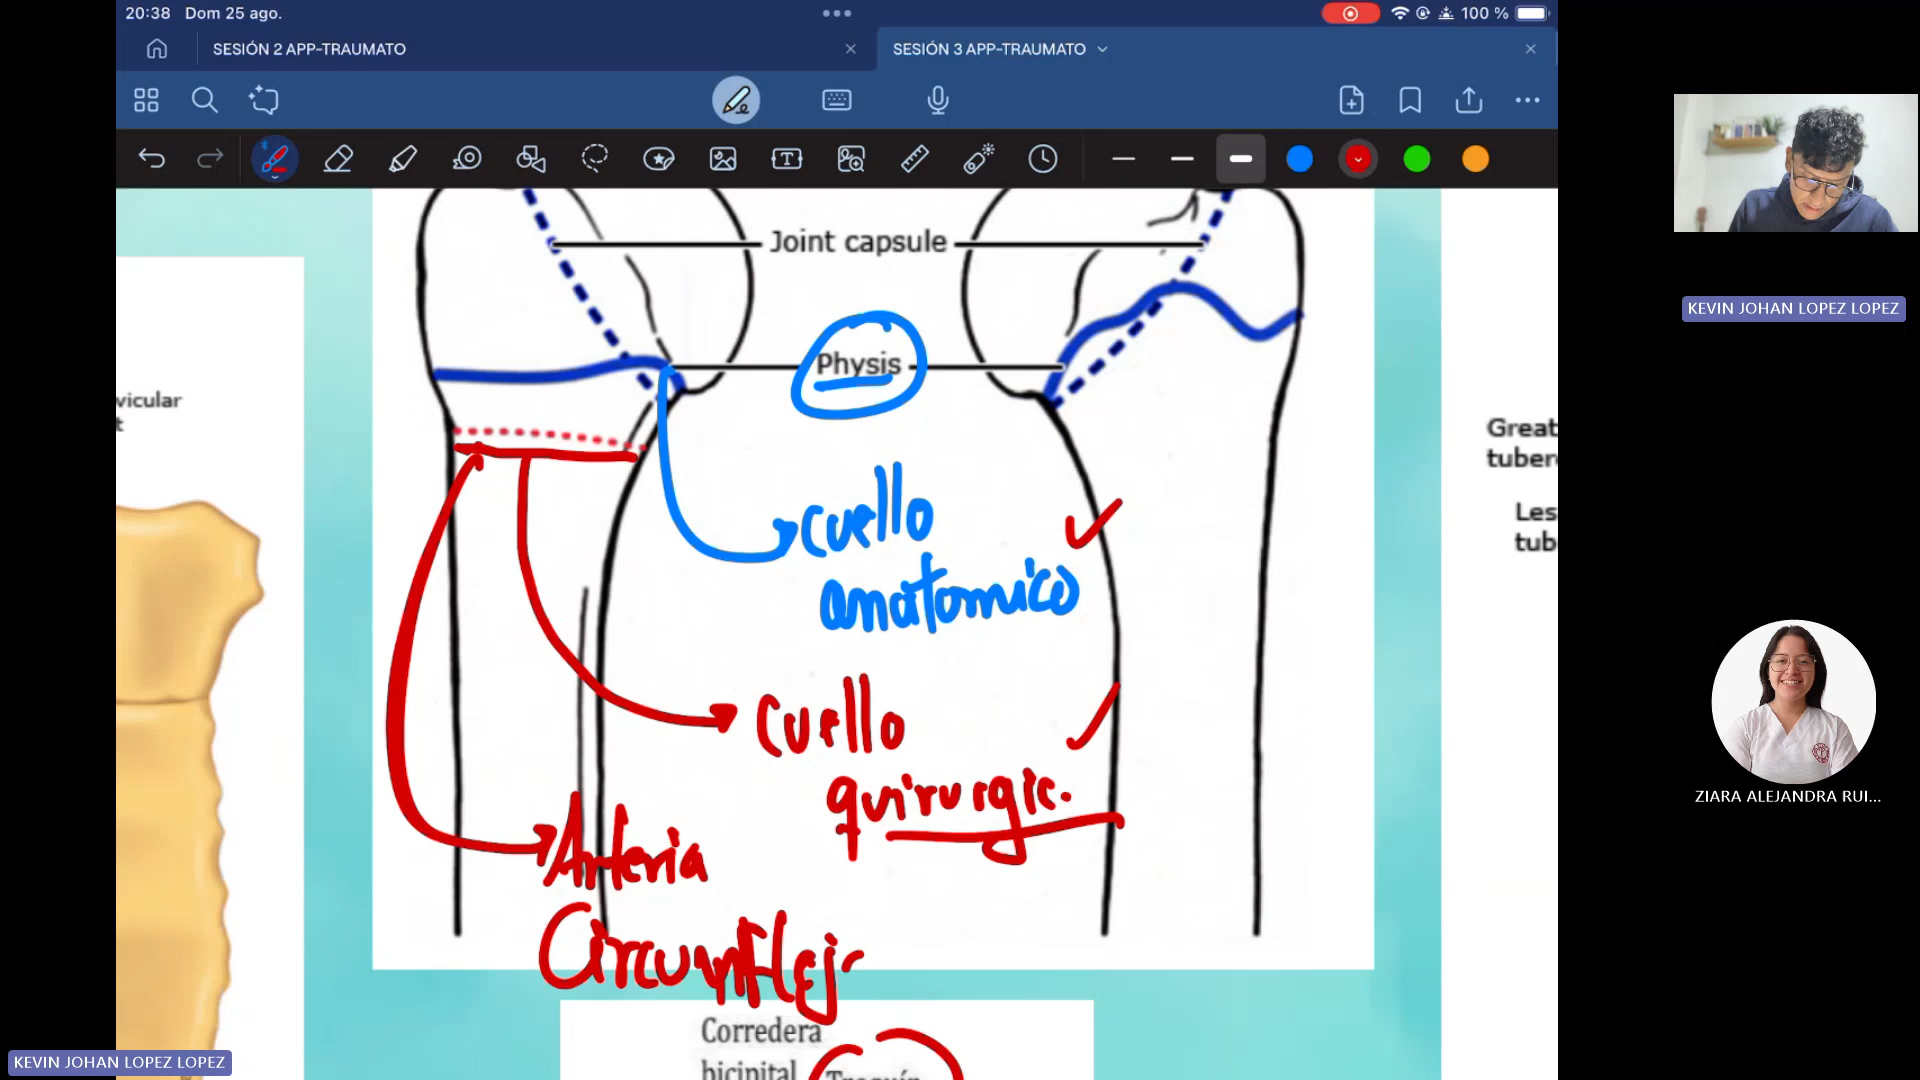 20:38 Dom 25 ago.
100 %
SESIÓN 2 APP-TRAUMATO
SESIÓN 3 APP-TRAUMATO
Joint capsule
Physis
vicular
t
Great
tuber
Les
tub
cuello
anatomico
Cuello
quirurgic.
Arteria
Circunflej
Corredera
bicipital
Troquín
KEVIN JOHAN LOPEZ LOPEZ
ZIARA ALEJANDRA RUI...
KEVIN JOHAN LOPEZ LOPEZ